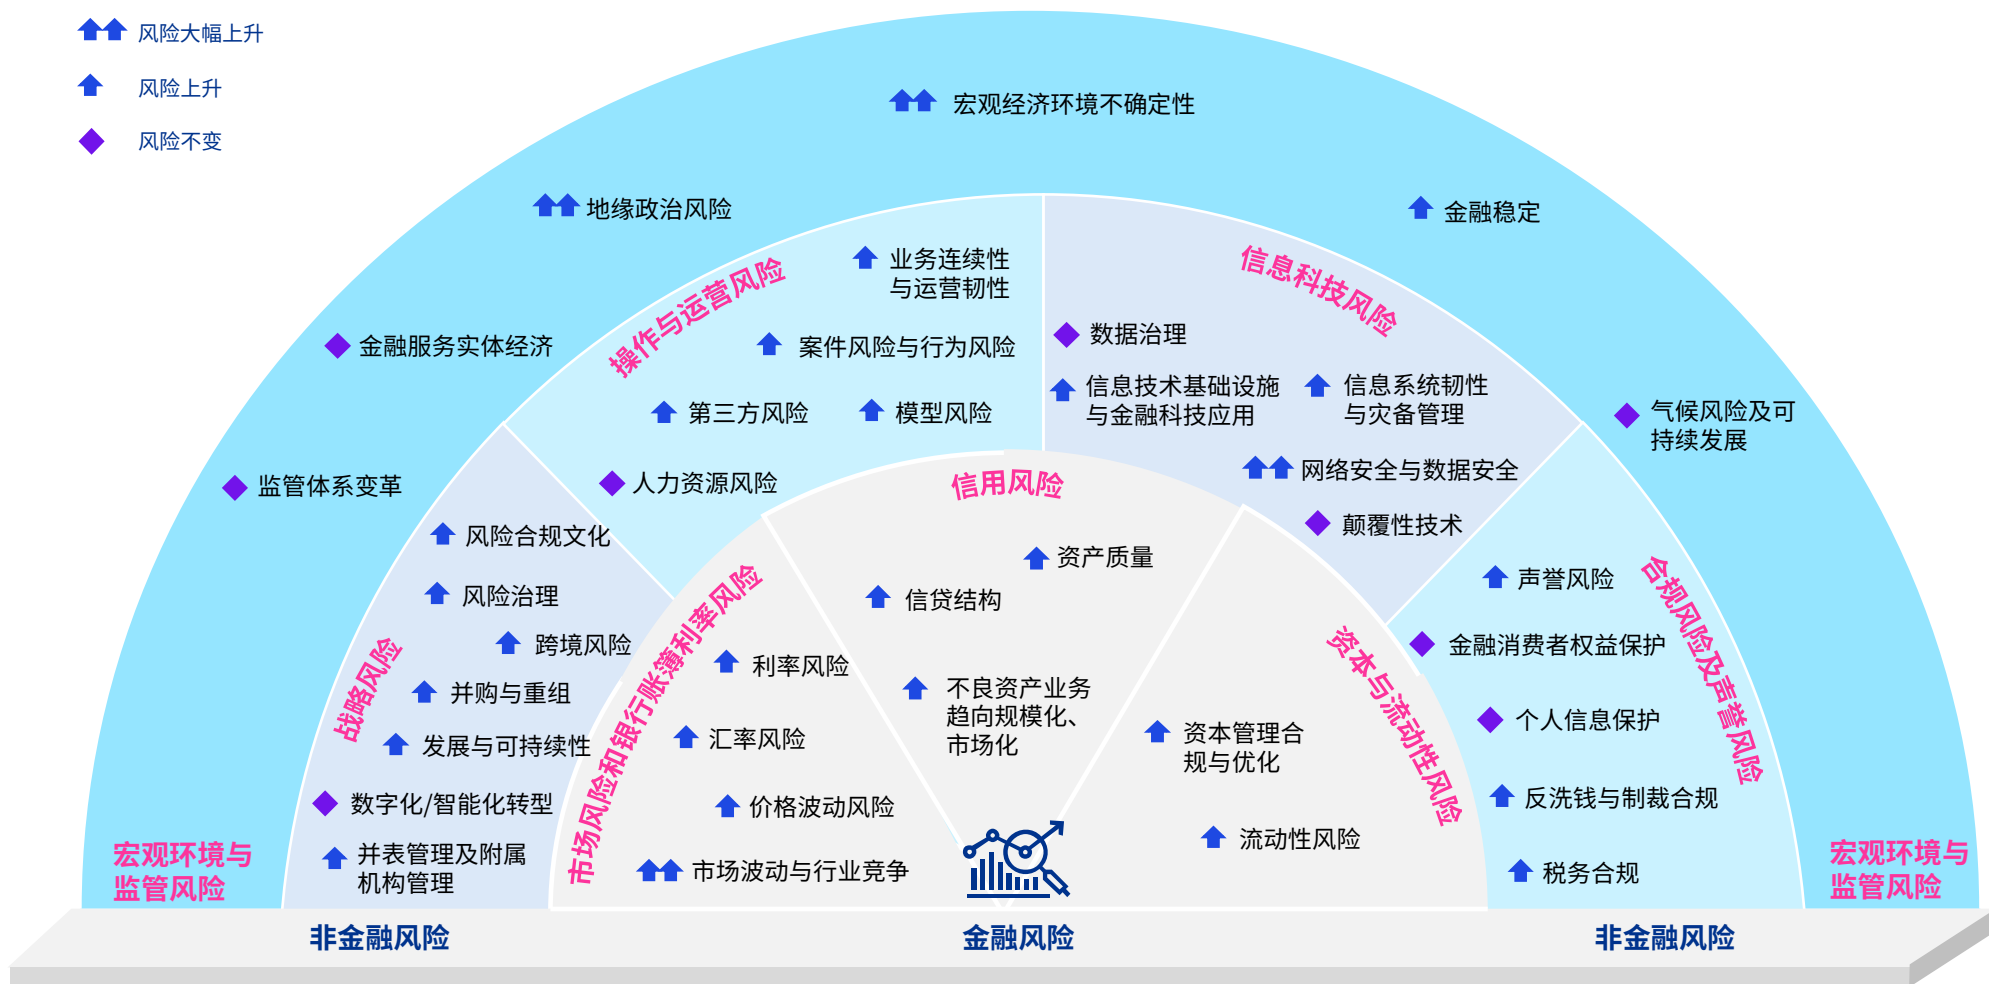 风险大幅上升
风险上升
风险不变
宏观经济环境不确定性
地缘政治风险
金融稳定
金融服务实体经济
气候风险及可
持续发展
监管体系变革
宏观环境与
监管风险
宏观环境与
监管风险
操作与运营风险
业务连续性
与运营韧性
案件风险与行为风险
第三方风险
模型风险
人力资源风险
信息科技风险
数据治理
信息技术基础设施
与金融科技应用
信息系统韧性
与灾备管理
网络安全与数据安全
颠覆性技术
战略风险
风险合规文化
风险治理
跨境风险
并购与重组
发展与可持续性
数字化/智能化转型
并表管理及附属
机构管理
市场风险和银行账簿利率风险
利率风险
汇率风险
价格波动风险
市场波动与行业竞争
信用风险
资产质量
信贷结构
不良资产业务
趋向规模化、
市场化
资本与流动性风险
资本管理合
规与优化
流动性风险
合规风险及声誉风险
声誉风险
金融消费者权益保护
个人信息保护
反洗钱与制裁合规
税务合规
非金融风险
金融风险
非金融风险